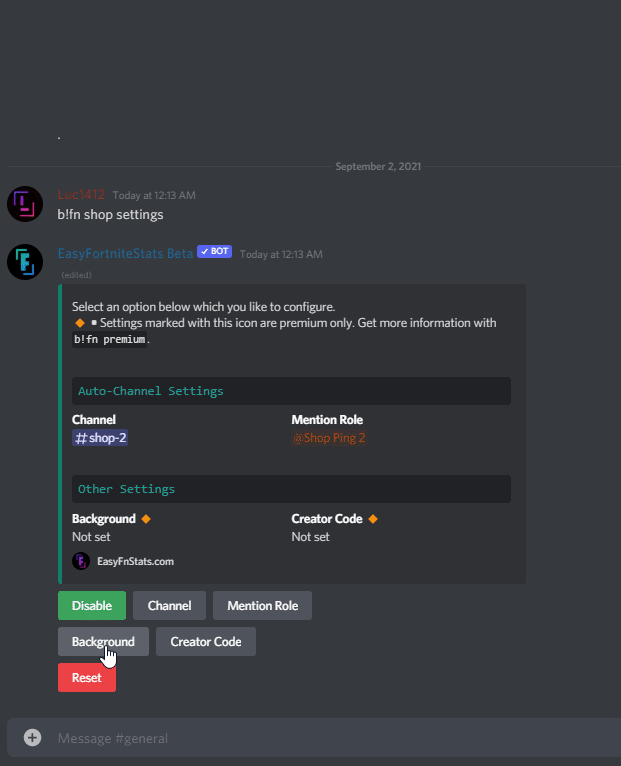 .
September 2, 2021
Luc1412 Today at 12:13 AM
b!fn shop settings
EasyFortniteStats Beta ✓ BOT Today at 12:13 AM
(edited)
Select an option below which you like to configure.
🔸▪️Settings marked with this icon are premium only. Get more information with
b!fn premium.
Auto-Channel Settings
Channel Mention Role
#shop-2 @Shop Ping 2
Other Settings
Background 🔸 Creator Code 🔸
Not set Not set
EasyFnStats.com
Disable Channel Mention Role
Background Creator Code
Reset
Message #general